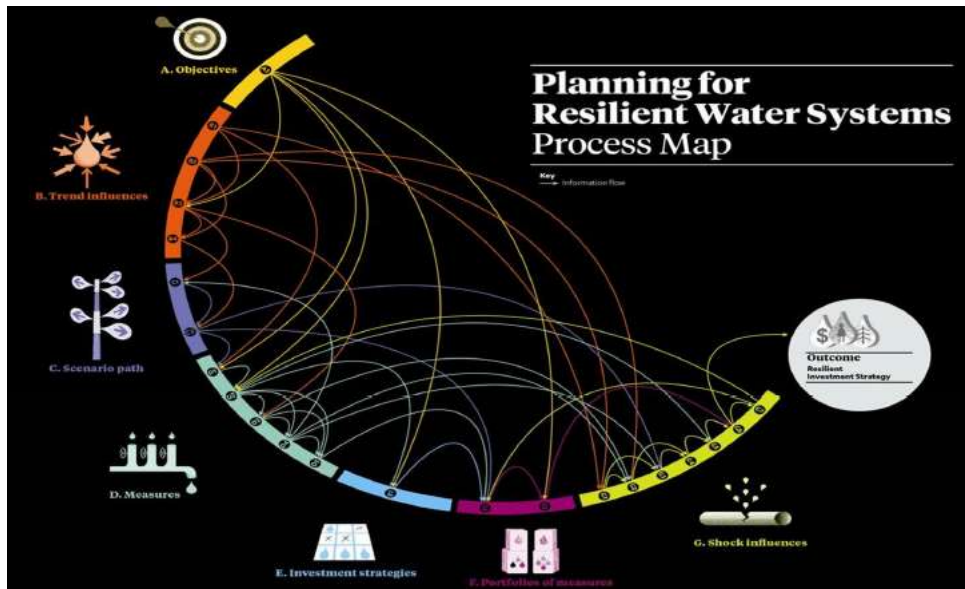 A. Objectives
Planning for
Resilient Water Systems
Process Map
Key
Information flow
B. Trend influences
C. Scenario path
$
Outcome
Resilient
Investment Strategy
D. Measures
G. Shock influences
E. Investment strategies
F. Portfolios of measures